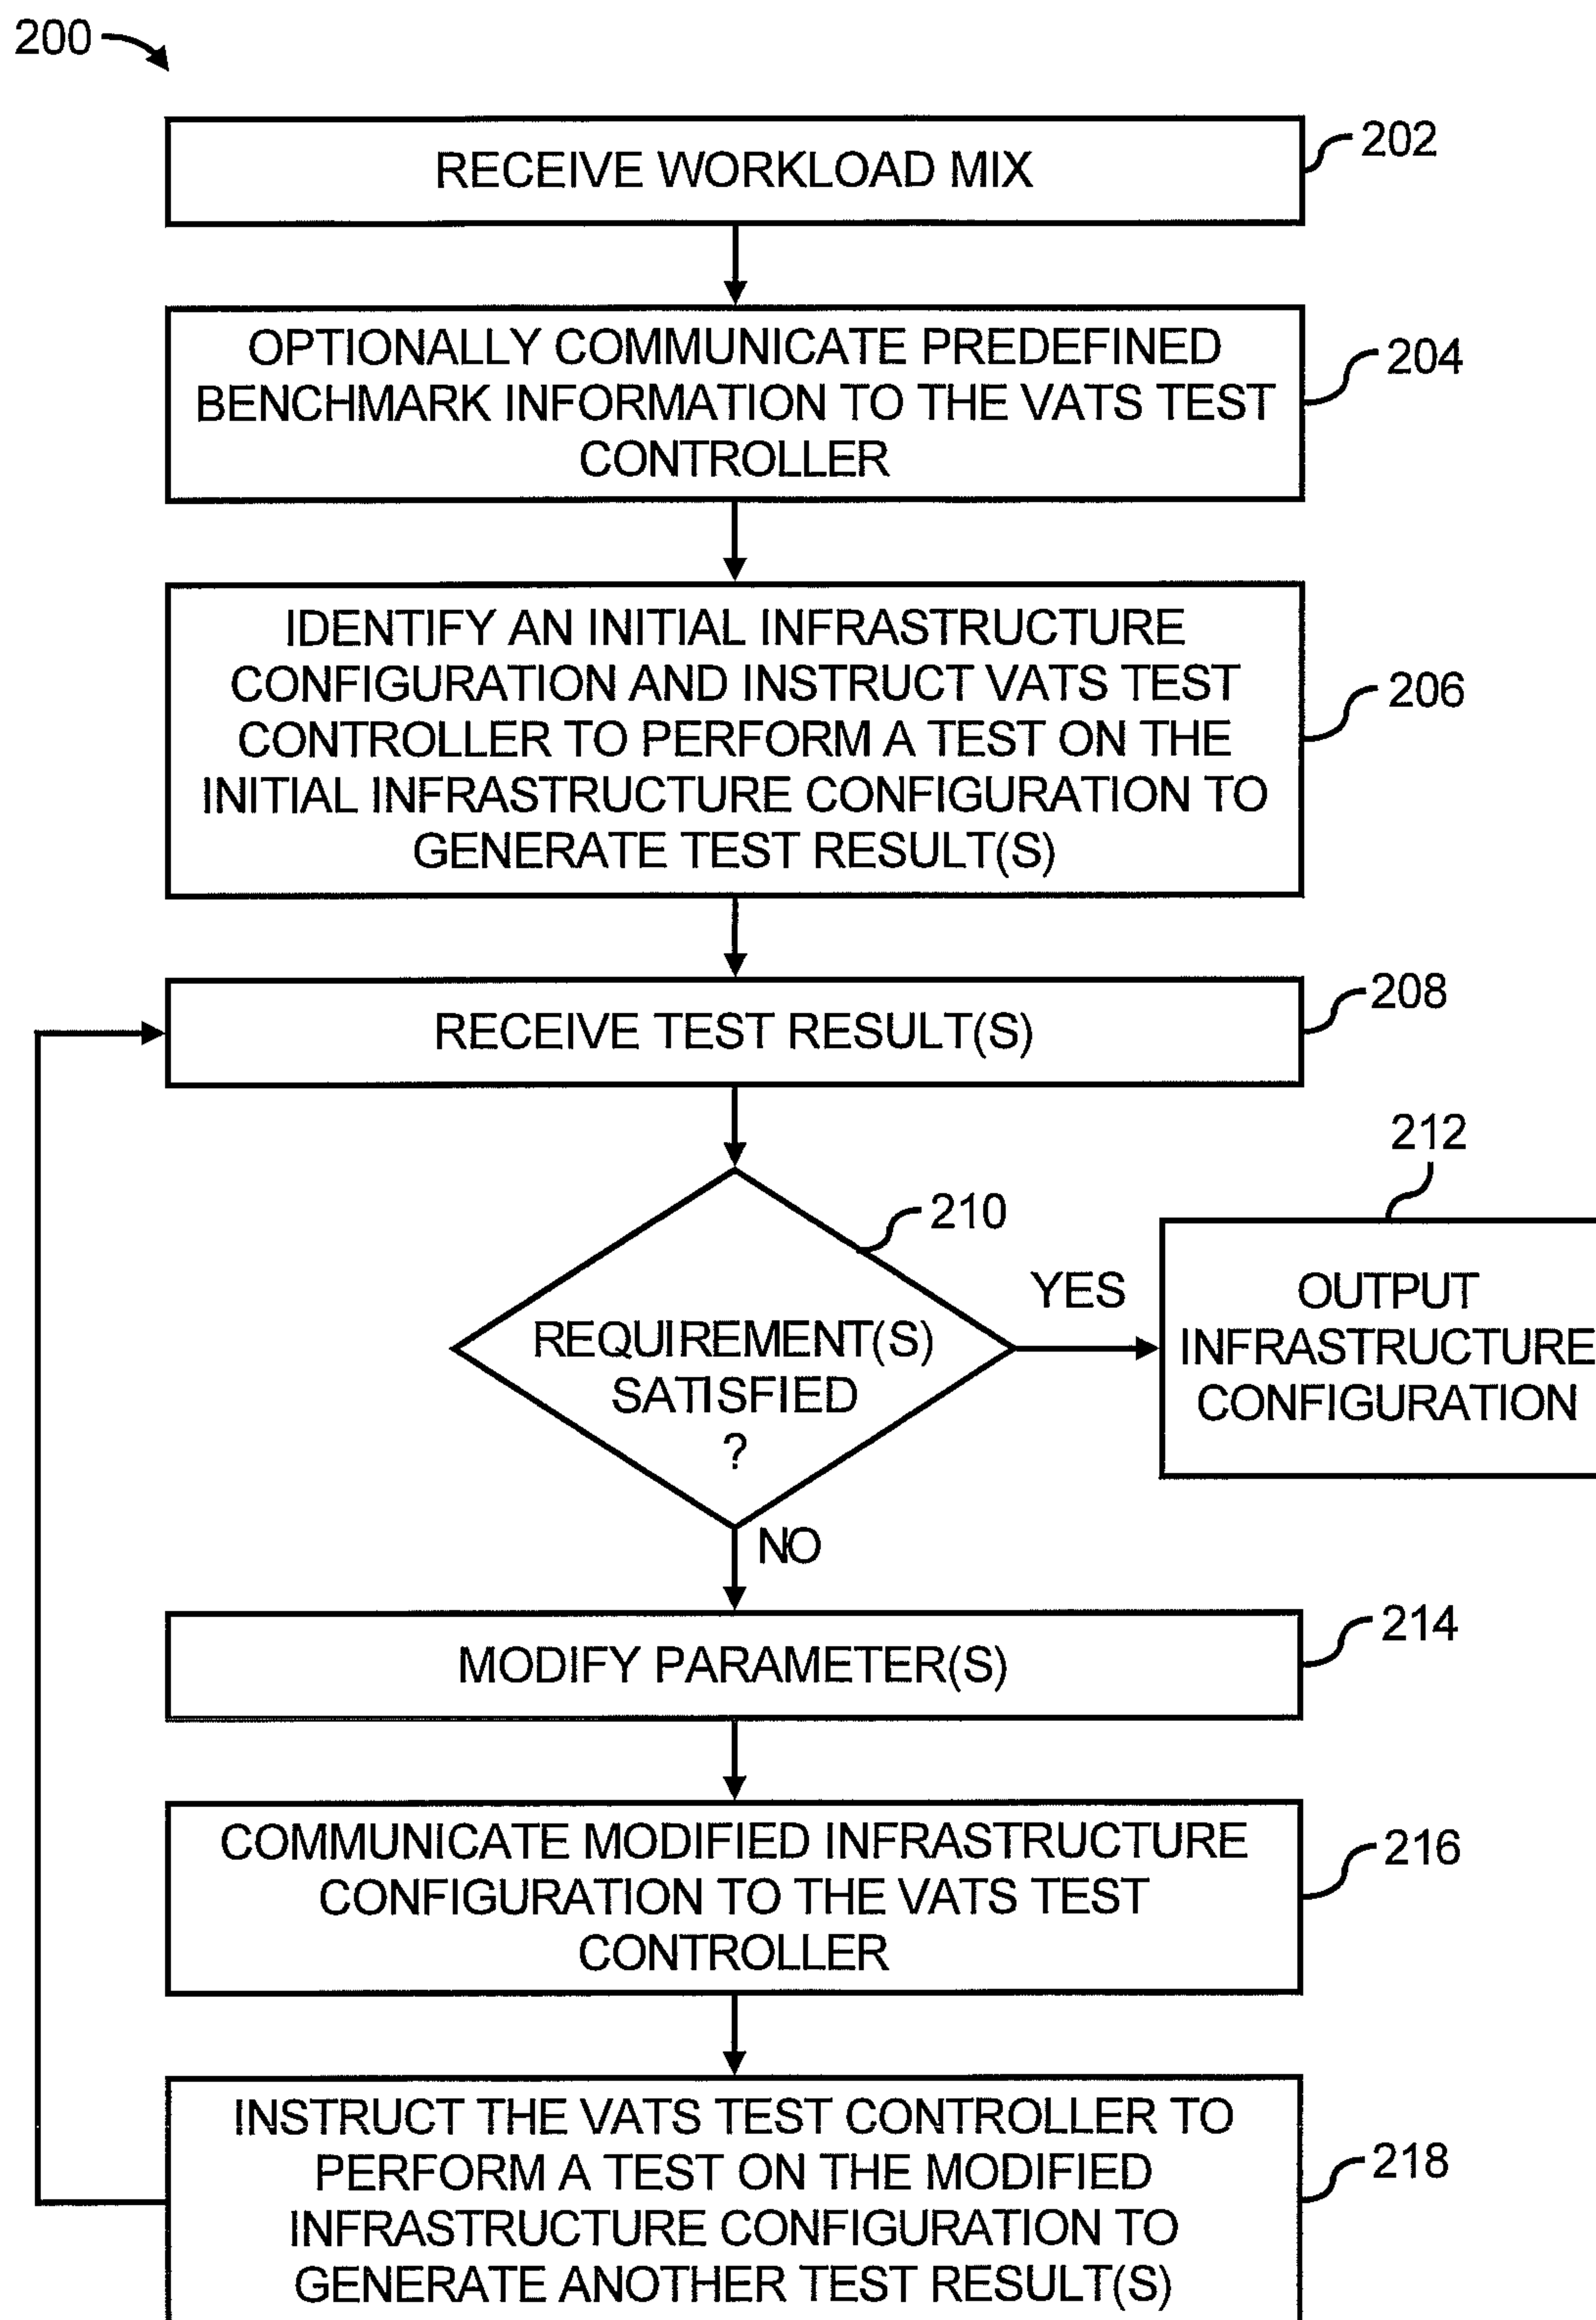 200
RECEIVE WORKLOAD MIX
202
OPTIONALLY COMMUNICATE PREDEFINED
BENCHMARK INFORMATION TO THE VATS TEST
CONTROLLER
204
IDENTIFY AN INITIAL INFRASTRUCTURE
CONFIGURATION AND INSTRUCT VATS TEST
CONTROLLER TO PERFORM A TEST ON THE
INITIAL INFRASTRUCTURE CONFIGURATION TO
GENERATE TEST RESULT(S)
206
RECEIVE TEST RESULT(S)
208
REQUIREMENT(S)
SATISFIED
?
210
YES
OUTPUT
INFRASTRUCTURE
CONFIGURATION
212
NO
MODIFY PARAMETER(S)
214
COMMUNICATE MODIFIED INFRASTRUCTURE
CONFIGURATION TO THE VATS TEST
CONTROLLER
216
INSTRUCT THE VATS TEST CONTROLLER TO
PERFORM A TEST ON THE MODIFIED
INFRASTRUCTURE CONFIGURATION TO
GENERATE ANOTHER TEST RESULT(S)
218